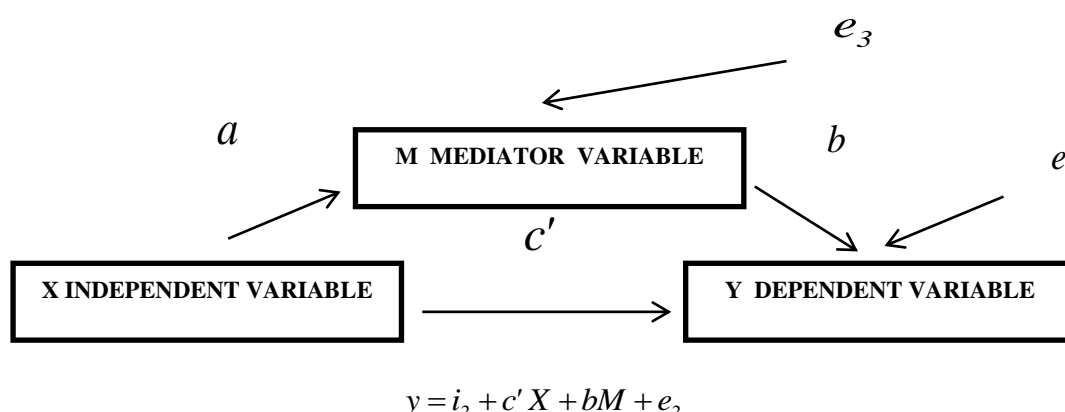 e₃
a
M MEDIATOR VARIABLE
b
e
c′
X INDEPENDENT VARIABLE
Y DEPENDENT VARIABLE
y = i₂ + c′ X + bM + e₂